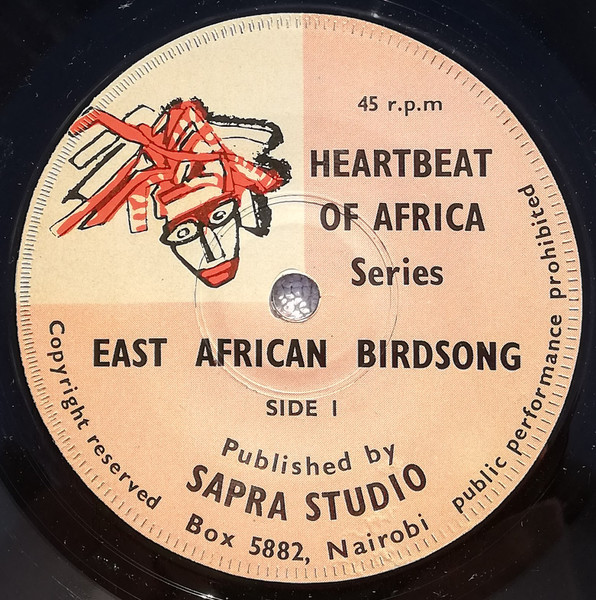 45 r.p.m
HEARTBEAT
OF AFRICA
Series
EAST AFRICAN BIRDSONG
SIDE 1
Published by
SAPRA STUDIO
Box 5882, Nairobi
Copyright reserved
public performance prohibited